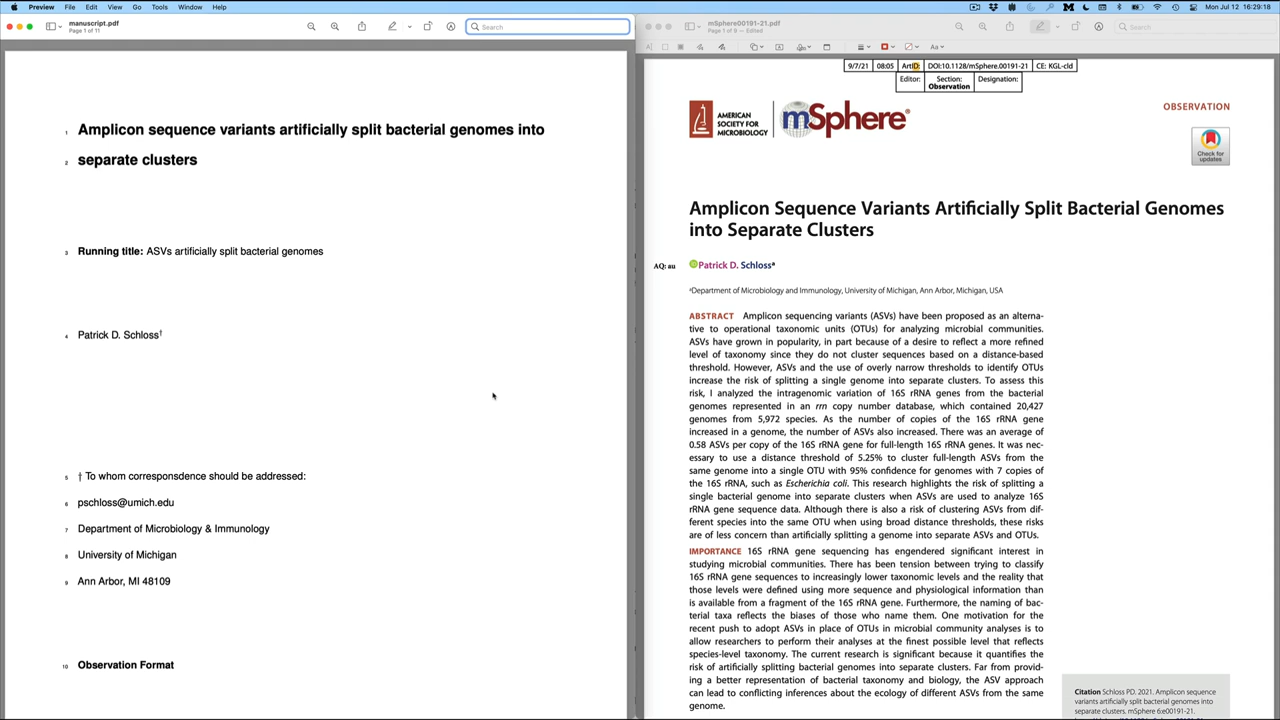 Preview File Edit View Go Tools Window Help
Mon Jul 12 16:29:18
manuscript.pdf
Page 1 of 11
Search
1 Amplicon sequence variants artificially split bacterial genomes into
2 separate clusters
3 Running title: ASVs artificially split bacterial genomes
4 Patrick D. Schloss†
5 † To whom correspsondence should be addressed:
6 pschloss@umich.edu
7 Department of Microbiology & Immunology
8 University of Michigan
9 Ann Arbor, MI 48109
10 Observation Format
mSphere00191-21.pdf
Page 1 of 9 — Edited
Search
Aa
9/7/21 08:05 ArtID: DOI:10.1128/mSphere.00191-21 CE: KGL-cld
Editor: Section: Designation:
Observation
AMERICAN
SOCIETY FOR
MICROBIOLOGY
mSphere®
OBSERVATION
Check for
updates
Amplicon Sequence Variants Artificially Split Bacterial Genomes
into Separate Clusters
AQ: au Patrick D. Schlossᵃ
ᵃDepartment of Microbiology and Immunology, University of Michigan, Ann Arbor, Michigan, USA
ABSTRACT Amplicon sequencing variants (ASVs) have been proposed as an alterna-
tive to operational taxonomic units (OTUs) for analyzing microbial communities.
ASVs have grown in popularity, in part because of a desire to reflect a more refined
level of taxonomy since they do not cluster sequences based on a distance-based
threshold. However, ASVs and the use of overly narrow thresholds to identify OTUs
increase the risk of splitting a single genome into separate clusters. To assess this
risk, I analyzed the intragenomic variation of 16S rRNA genes from the bacterial
genomes represented in an rrn copy number database, which contained 20,427
genomes from 5,972 species. As the number of copies of the 16S rRNA gene
increased in a genome, the number of ASVs also increased. There was an average of
0.58 ASVs per copy of the 16S rRNA gene for full-length 16S rRNA genes. It was nec-
essary to use a distance threshold of 5.25% to cluster full-length ASVs from the
same genome into a single OTU with 95% confidence for genomes with 7 copies of
the 16S rRNA, such as Escherichia coli. This research highlights the risk of splitting a
single bacterial genome into separate clusters when ASVs are used to analyze 16S
rRNA gene sequence data. Although there is also a risk of clustering ASVs from dif-
ferent species into the same OTU when using broad distance thresholds, these risks
are of less concern than artificially splitting a genome into separate ASVs and OTUs.
IMPORTANCE 16S rRNA gene sequencing has engendered significant interest in
studying microbial communities. There has been tension between trying to classify
16S rRNA gene sequences to increasingly lower taxonomic levels and the reality that
those levels were defined using more sequence and physiological information than
is available from a fragment of the 16S rRNA gene. Furthermore, the naming of bac-
terial taxa reflects the biases of those who name them. One motivation for the
recent push to adopt ASVs in place of OTUs in microbial community analyses is to
allow researchers to perform their analyses at the finest possible level that reflects
species-level taxonomy. The current research is significant because it quantifies the
risk of artificially splitting bacterial genomes into separate clusters. Far from provid-
ing a better representation of bacterial taxonomy and biology, the ASV approach
can lead to conflicting inferences about the ecology of different ASVs from the same
genome.
Citation Schloss PD. 2021. Amplicon sequence
variants artificially split bacterial genomes into
separate clusters. mSphere 6:e00191-21.